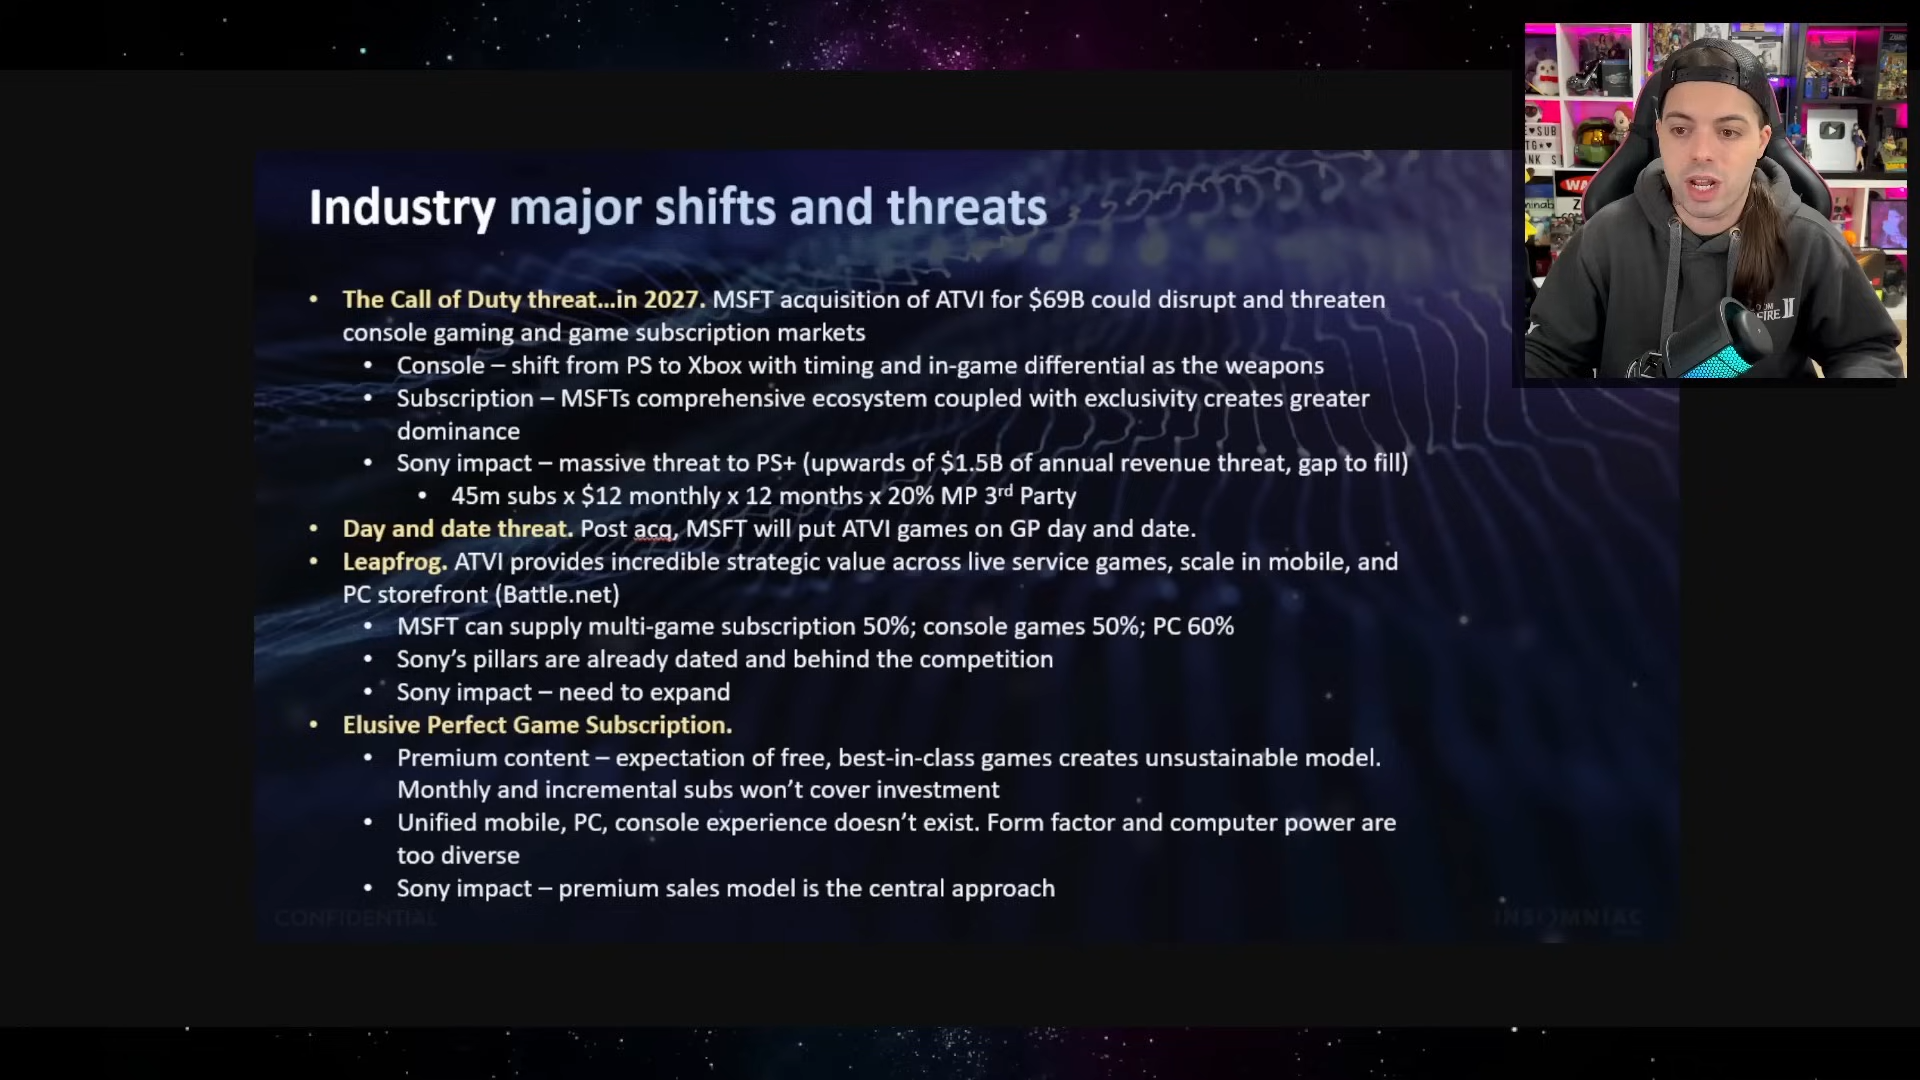 Industry major shifts and threats
• The Call of Duty threat...in 2027. MSFT acquisition of ATVI for $69B could disrupt and threaten
console gaming and game subscription markets
• Console – shift from PS to Xbox with timing and in-game differential as the weapons
• Subscription – MSFTs comprehensive ecosystem coupled with exclusivity creates greater
dominance
• Sony impact – massive threat to PS+ (upwards of $1.5B of annual revenue threat, gap to fill)
• 45m subs x $12 monthly x 12 months x 20% MP 3rd Party
• Day and date threat. Post acq, MSFT will put ATVI games on GP day and date.
• Leapfrog. ATVI provides incredible strategic value across live service games, scale in mobile, and
PC storefront (Battle.net)
• MSFT can supply multi-game subscription 50%; console games 50%; PC 60%
• Sony’s pillars are already dated and behind the competition
• Sony impact – need to expand
• Elusive Perfect Game Subscription.
• Premium content – expectation of free, best-in-class games creates unsustainable model.
Monthly and incremental subs won’t cover investment
• Unified mobile, PC, console experience doesn’t exist. Form factor and computer power are
too diverse
• Sony impact – premium sales model is the central approach
CONFIDENTIAL
INSOMNIAC